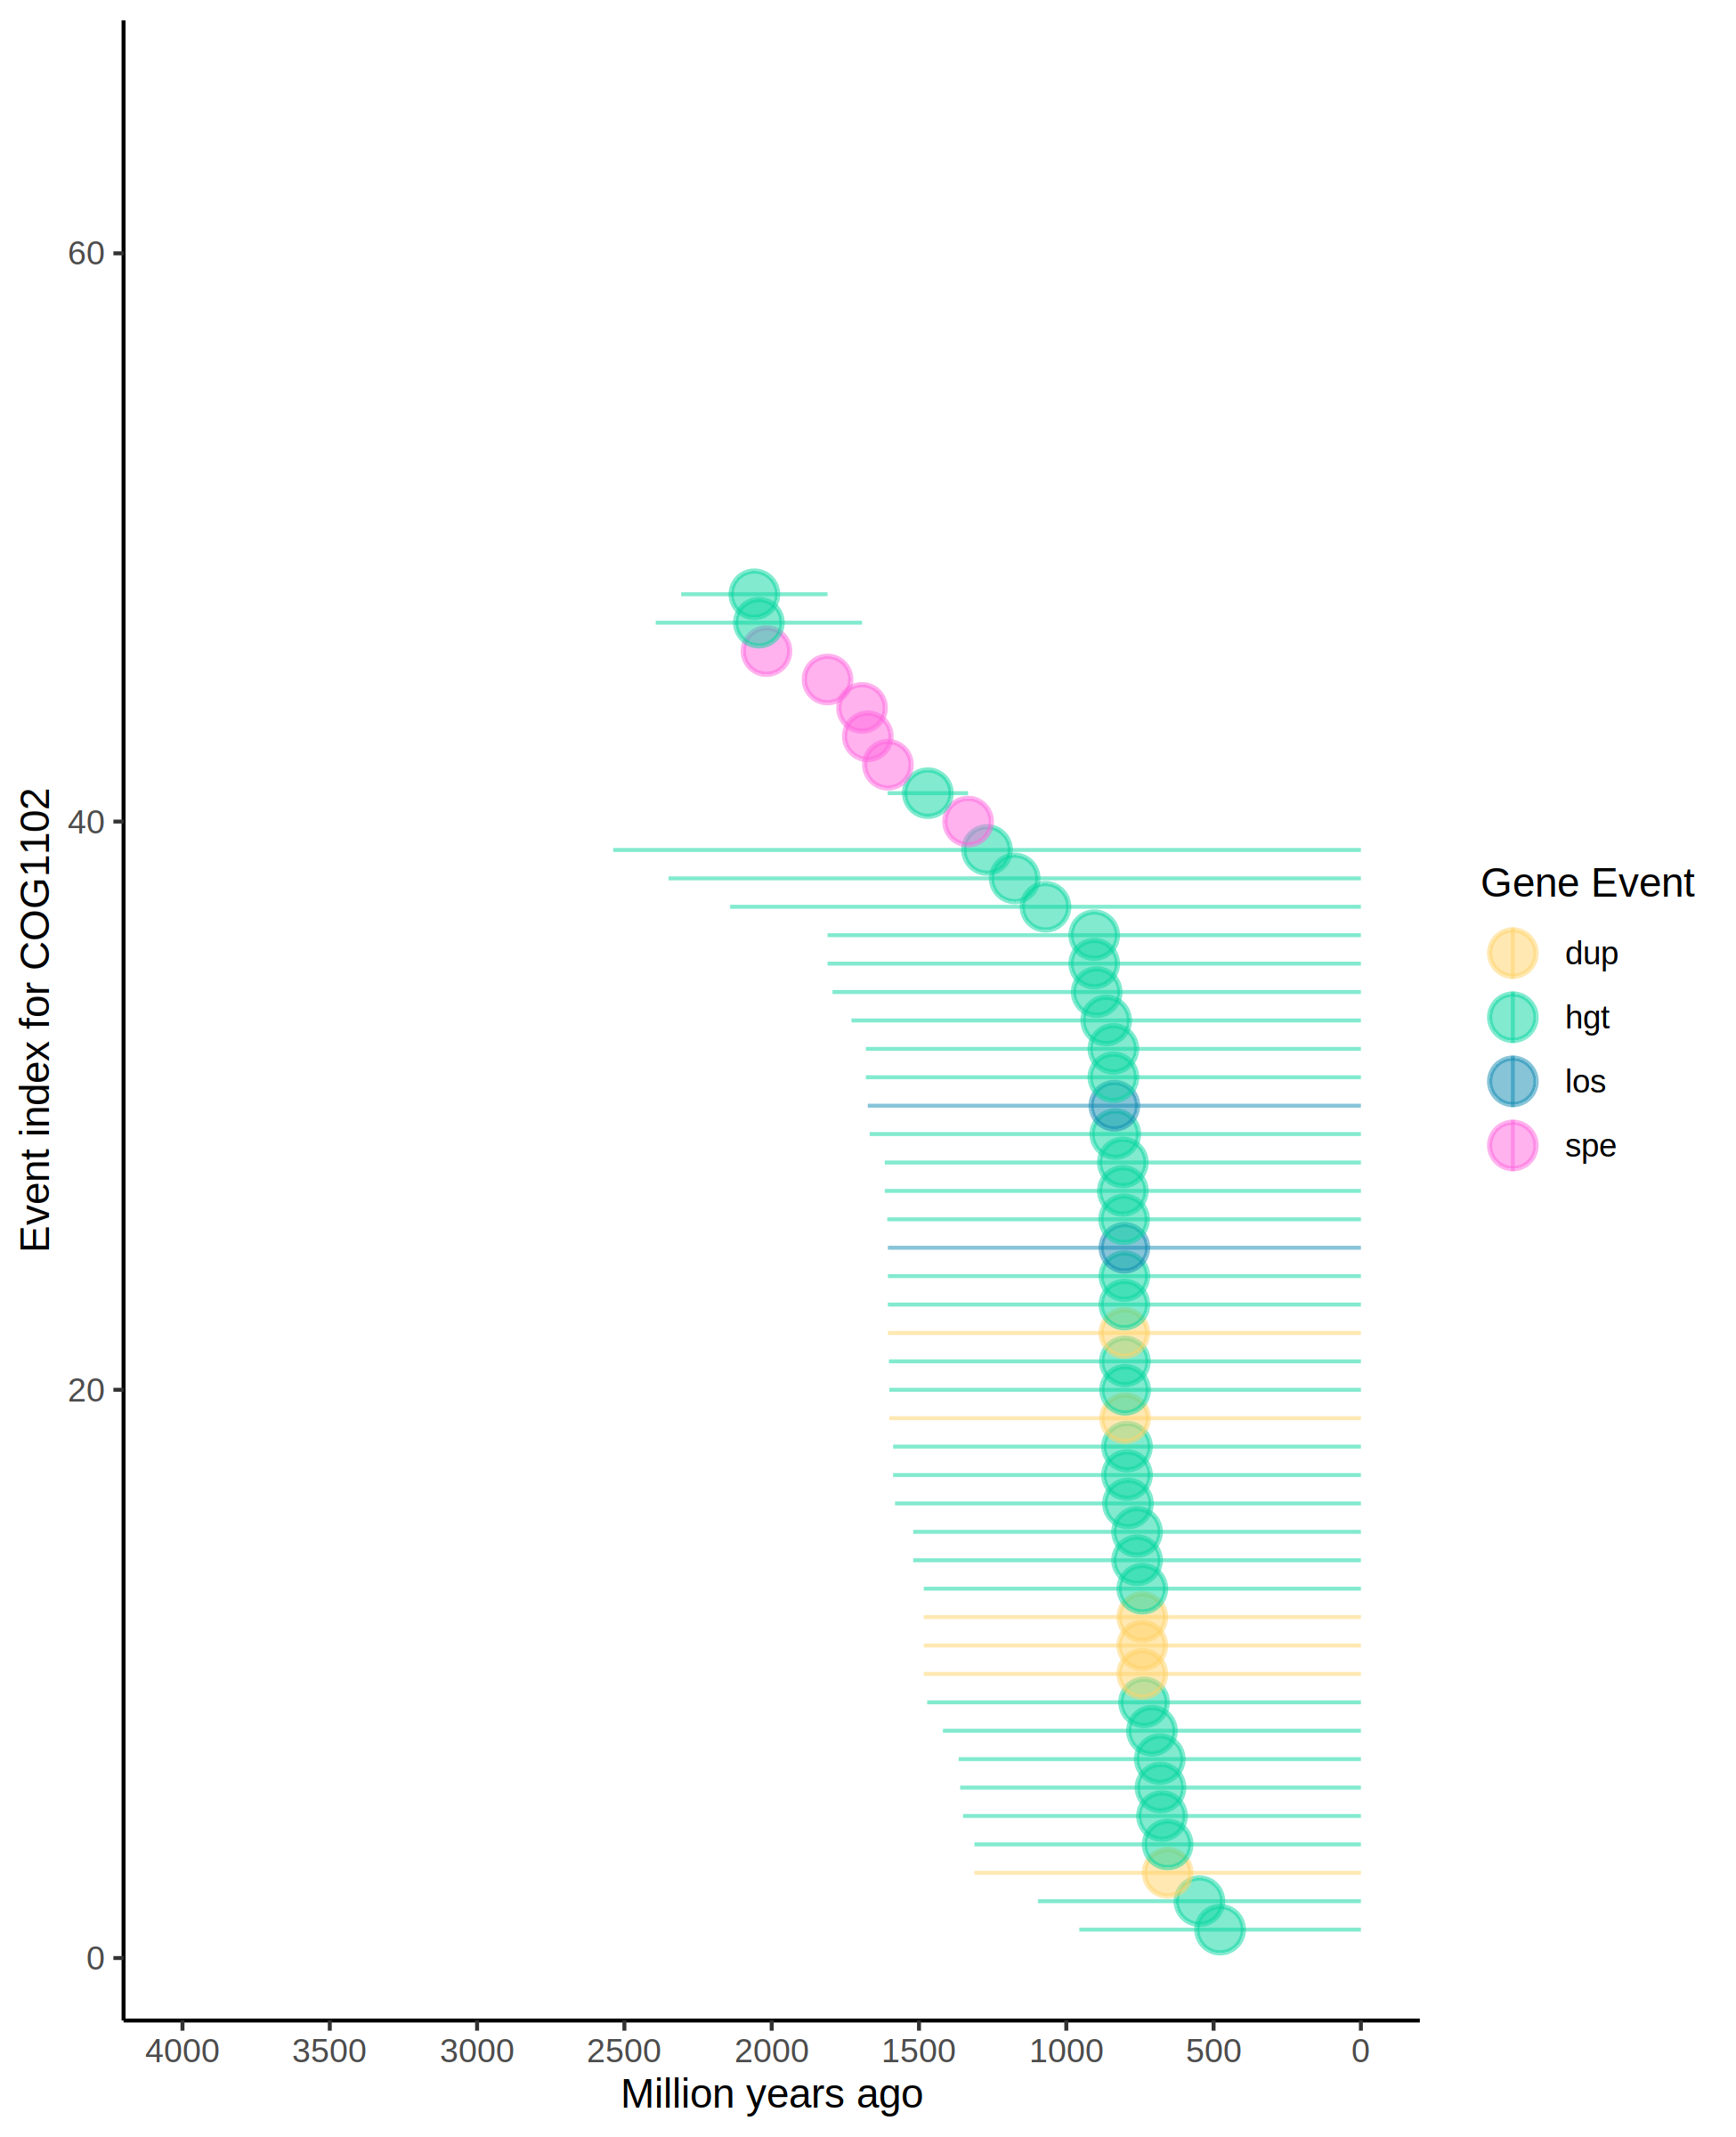 Event index for COG1102
60
40
20
0
4000 3500 3000 2500 2000 1500 1000 500 0
Million years ago
Gene Event
dup
hgt
los
spe